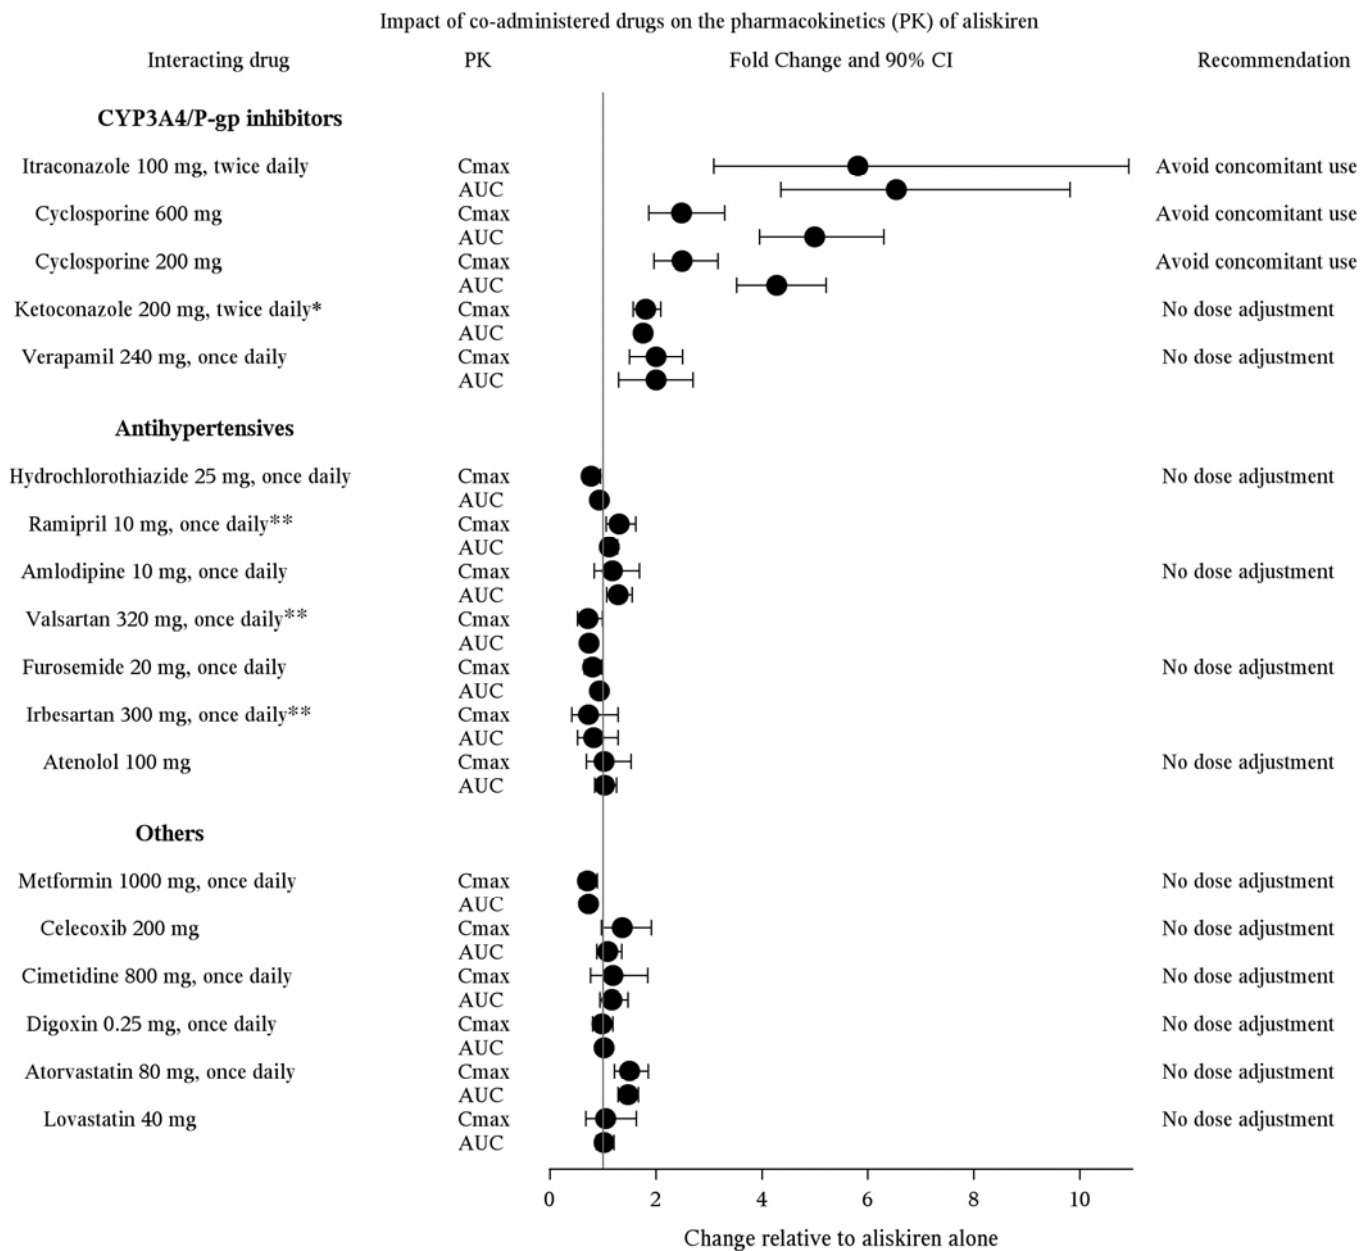 Impact of co-administered drugs on the pharmacokinetics (PK) of aliskiren
Interacting drug PK Fold Change and 90% CI Recommendation
CYP3A4/P-gp inhibitors
Itraconazole 100 mg, twice daily Cmax Avoid concomitant use
AUC
Cyclosporine 600 mg Cmax Avoid concomitant use
AUC
Cyclosporine 200 mg Cmax Avoid concomitant use
AUC
Ketoconazole 200 mg, twice daily* Cmax No dose adjustment
AUC
Verapamil 240 mg, once daily Cmax No dose adjustment
AUC
Antihypertensives
Hydrochlorothiazide 25 mg, once daily Cmax No dose adjustment
AUC
Ramipril 10 mg, once daily** Cmax
AUC
Amlodipine 10 mg, once daily Cmax No dose adjustment
AUC
Valsartan 320 mg, once daily** Cmax
AUC
Furosemide 20 mg, once daily Cmax No dose adjustment
AUC
Irbesartan 300 mg, once daily** Cmax
AUC
Atenolol 100 mg Cmax No dose adjustment
AUC
Others
Metformin 1000 mg, once daily Cmax No dose adjustment
AUC
Celecoxib 200 mg Cmax No dose adjustment
AUC
Cimetidine 800 mg, once daily Cmax No dose adjustment
AUC
Digoxin 0.25 mg, once daily Cmax No dose adjustment
AUC
Atorvastatin 80 mg, once daily Cmax No dose adjustment
AUC
Lovastatin 40 mg Cmax No dose adjustment
AUC
0 2 4 6 8 10
Change relative to aliskiren alone